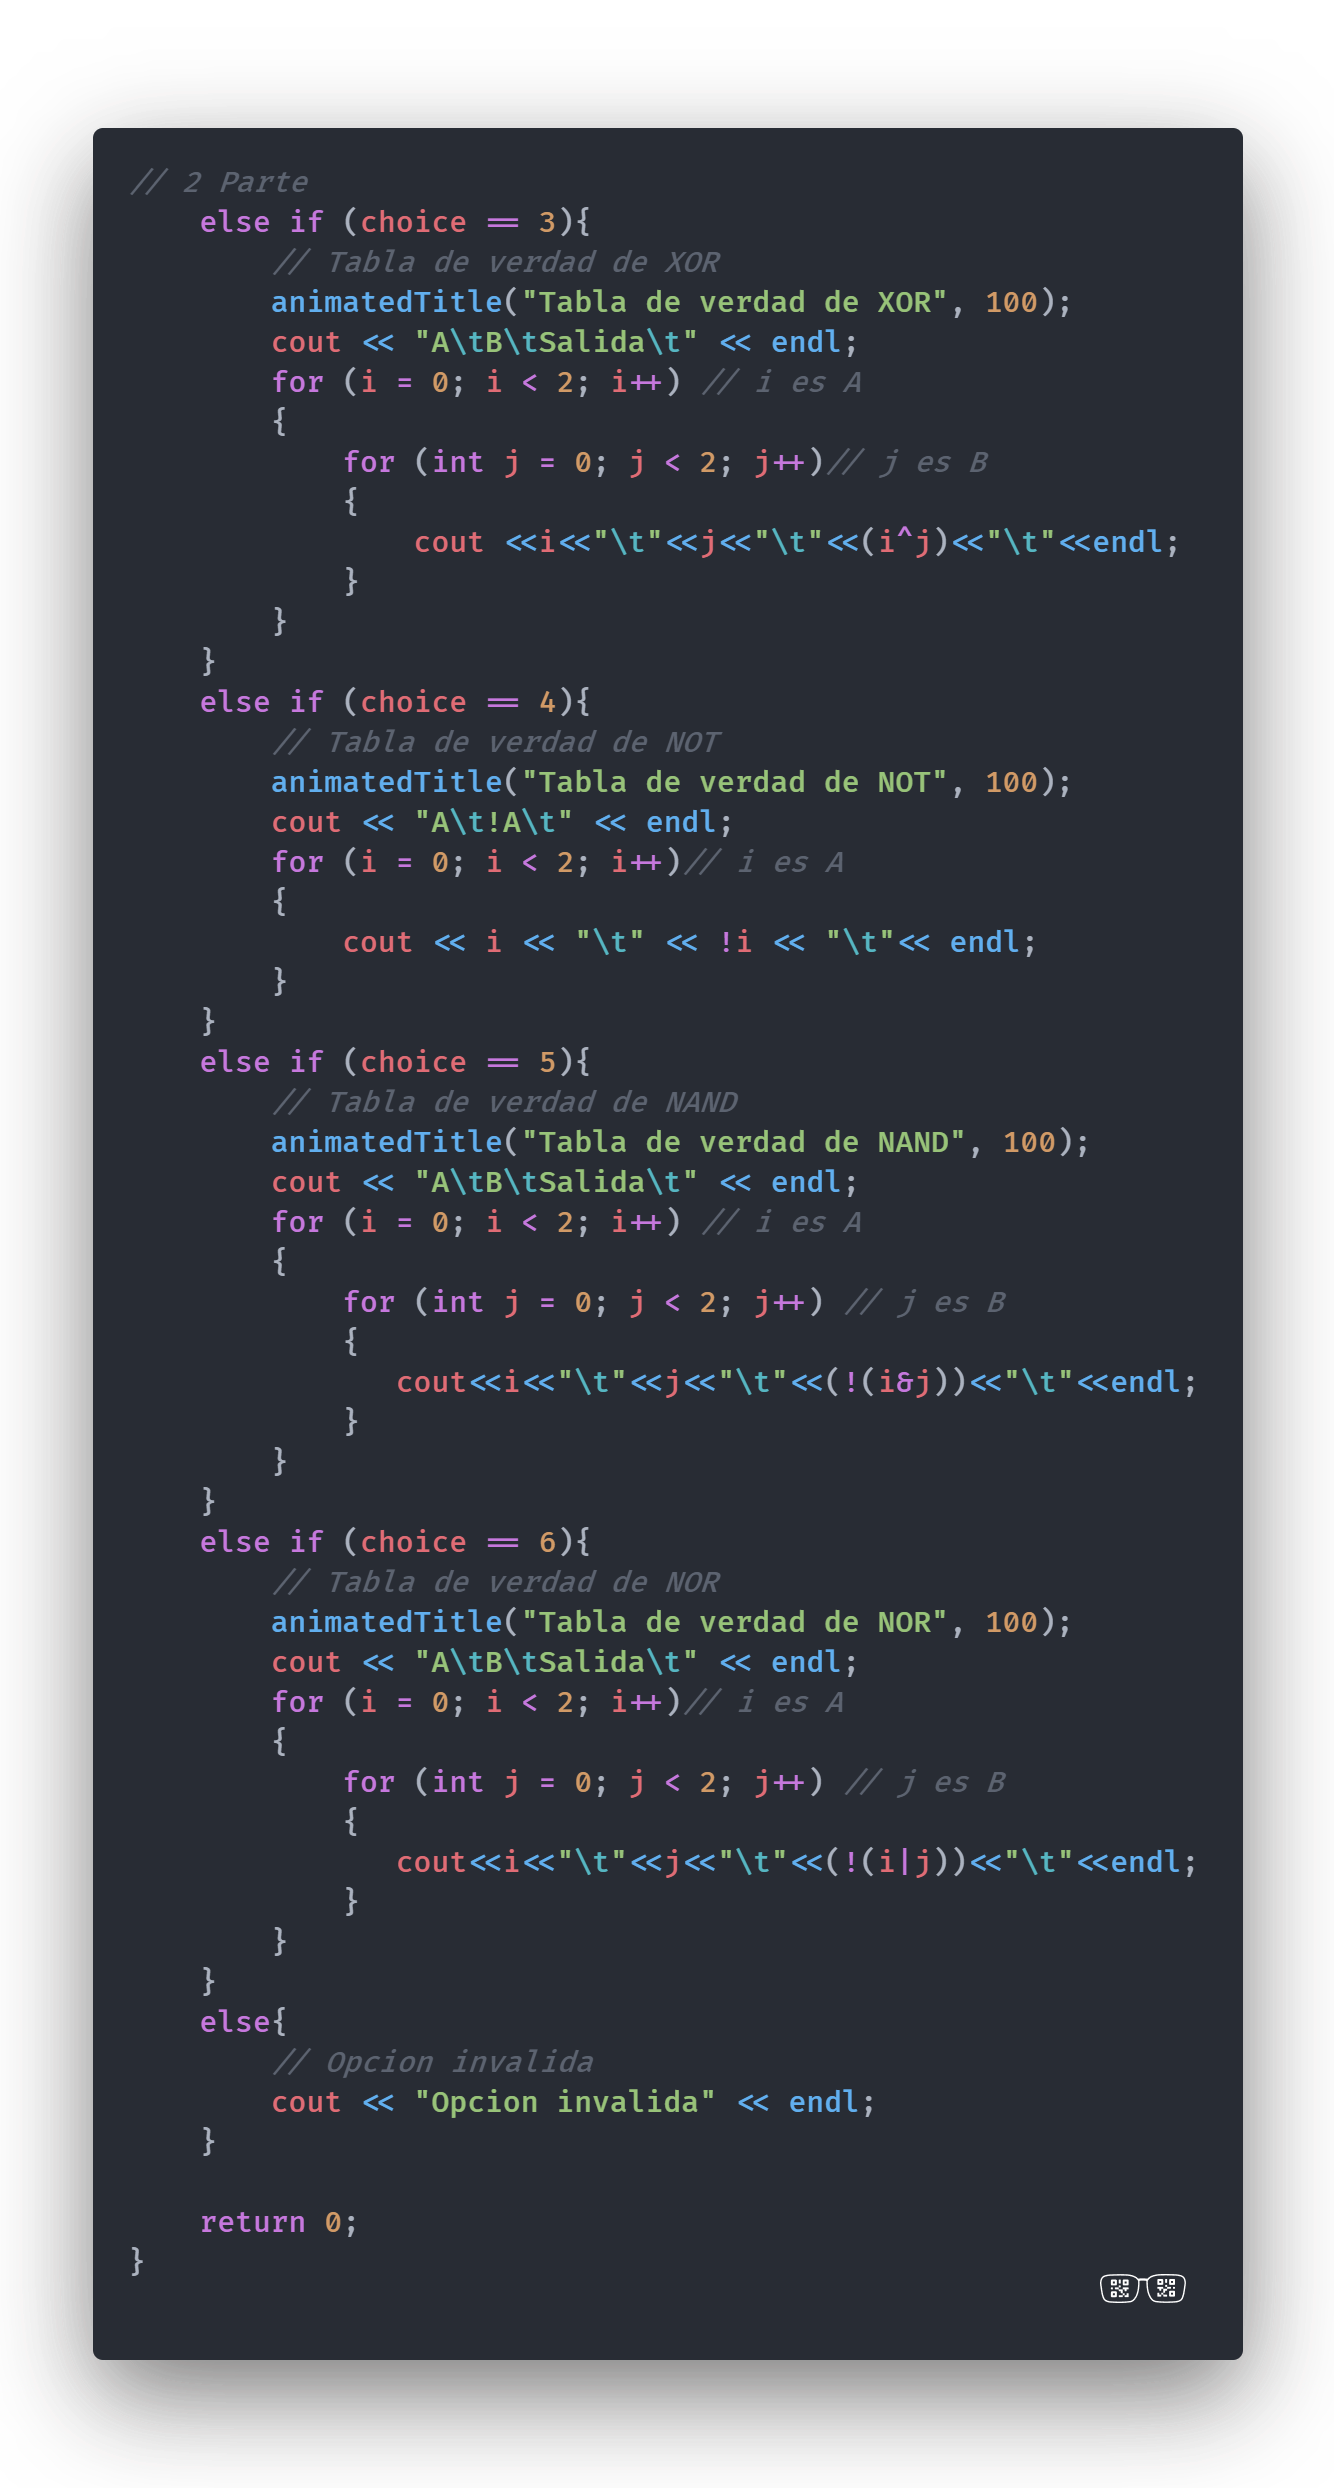 // 2 Parte
    else if (choice == 3){
        // Tabla de verdad de XOR
        animatedTitle("Tabla de verdad de XOR", 100);
        cout << "A\tB\tSalida\t" << endl;
        for (i = 0; i < 2; i++) // i es A
        {
            for (int j = 0; j < 2; j++)// j es B
            {
                cout <<i<<"\t"<<j<<"\t"<<(i^j)<<"\t"<<endl;
            }
        }
    }
    else if (choice == 4){
        // Tabla de verdad de NOT
        animatedTitle("Tabla de verdad de NOT", 100);
        cout << "A\t!A\t" << endl;
        for (i = 0; i < 2; i++)// i es A
        {
            cout << i << "\t" << !i << "\t"<< endl;
        }
    }
    else if (choice == 5){
        // Tabla de verdad de NAND
        animatedTitle("Tabla de verdad de NAND", 100);
        cout << "A\tB\tSalida\t" << endl;
        for (i = 0; i < 2; i++) // i es A
        {
            for (int j = 0; j < 2; j++) // j es B
            {
               cout<<i<<"\t"<<j<<"\t"<<(!(i&j))<<"\t"<<endl;
            }
        }
    }
    else if (choice == 6){
        // Tabla de verdad de NOR
        animatedTitle("Tabla de verdad de NOR", 100);
        cout << "A\tB\tSalida\t" << endl;
        for (i = 0; i < 2; i++)// i es A
        {
            for (int j = 0; j < 2; j++) // j es B
            {
               cout<<i<<"\t"<<j<<"\t"<<(!(i|j))<<"\t"<<endl;
            }
        }
    }
    else{
        // Opcion invalida
        cout << "Opcion invalida" << endl;
    }

    return 0;
}